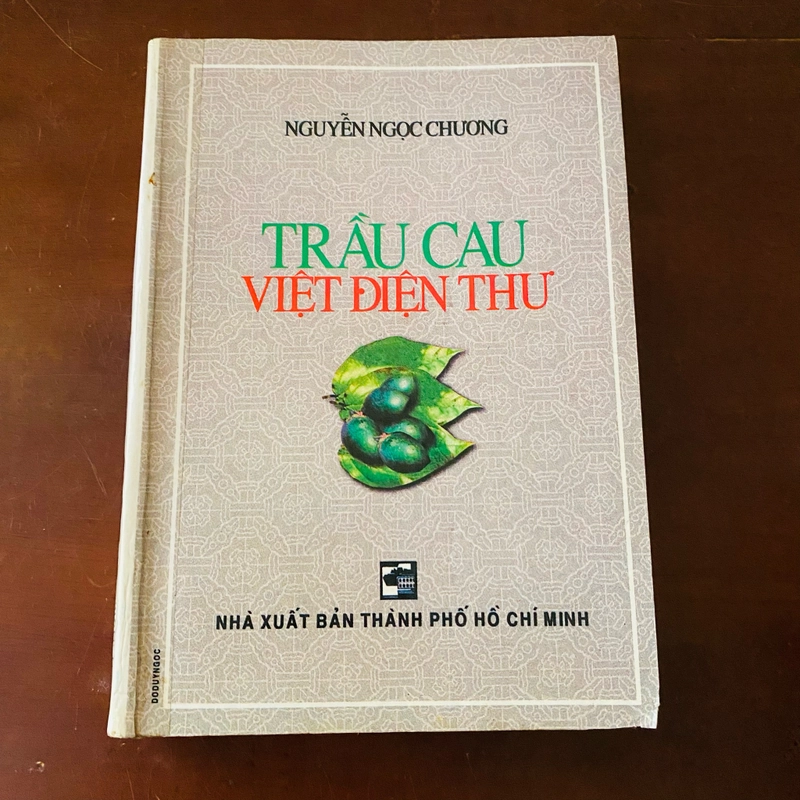 NGUYỄN NGỌC CHƯƠNG
TRẦU CAU
VIỆT ĐIỆN THƯ
NHÀ XUẤT BẢN THÀNH PHỐ HỒ CHÍ MINH
DODUYNGOC